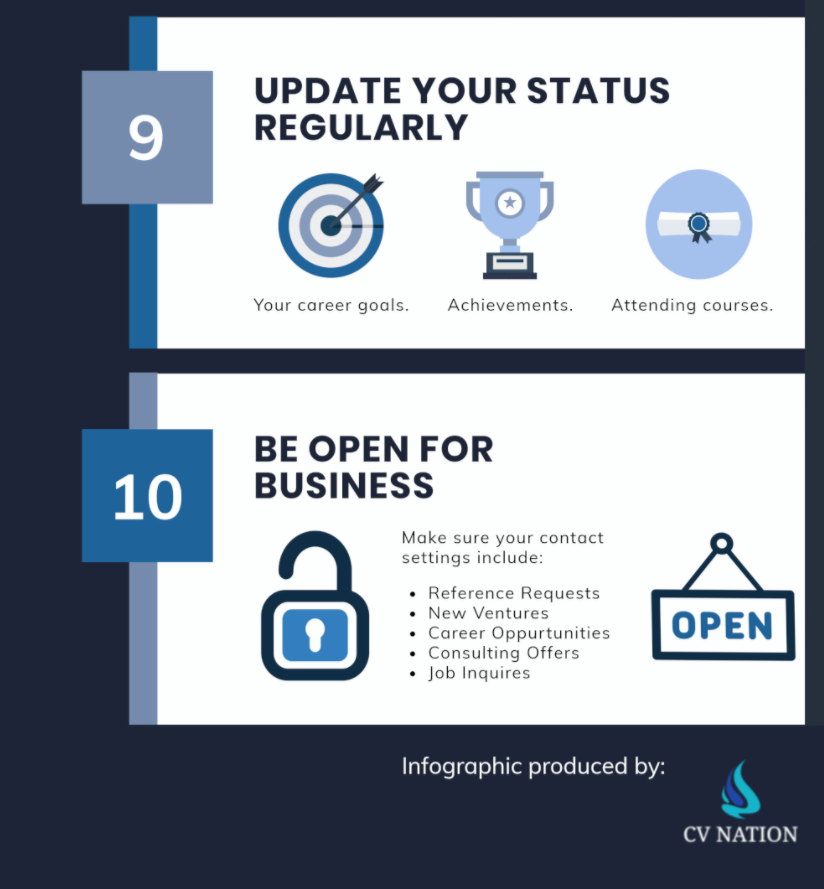 9
UPDATE YOUR STATUS
REGULARLY
Your career goals.
Achievements.
Attending courses.
10
BE OPEN FOR
BUSINESS
Make sure your contact
settings include:
• Reference Requests
• New Ventures
• Career Oppurtunities
• Consulting Offers
• Job Inquires
OPEN
Infographic produced by:
CV NATION